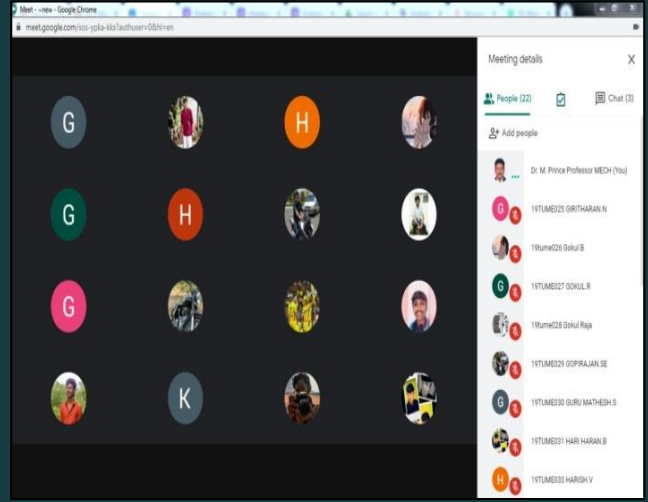 Meet - -new - Google Chrome
meet.google.com/sos-ypka-kks?authuser=0&hl=en
Meeting details X
People (22) Chat (3)
Add people
Dr. M. Prince Professor MECH (You)
19TUME025 GIRITHARAN.N
19tume026 Gokul B
19TUME027 GOKUL.R
19tume028 Gokul Raja
19TUME029 GOPIRAJAN SE
19TUME030 GURU MATHESH.S
19TUME031 HARI HARAN.B
19TUME033 HARISH.V
G H
G H
G
K
G
G
G
H